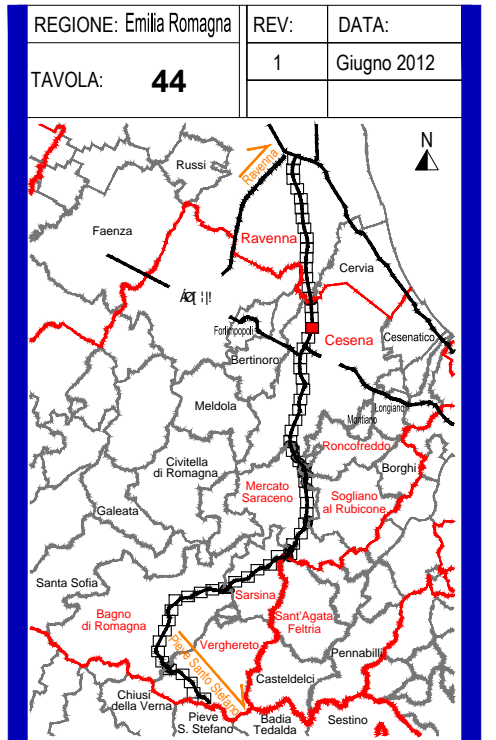 REGIONE: Emilia Romagna
REV:
DATA:
TAVOLA: 44
1
Giugno 2012
N
Russi
Ravenna
Faenza
Ravenna
Cervia
Forlimpopoli
Cesena
Cesenatico
Bertinoro
Meldola
Longiano
Montiano
Roncofreddo
Civitella
di Romagna
Borghi
Mercato
Saraceno
Sogliano
al Rubicone
Galeata
Santa Sofia
Sarsina
Bagno
di Romagna
Sant'Agata
Feltria
Verghereto
Pieve Santo Stefano
Pennabilli
Casteldelci
Chiusi
della Verna
Pieve
S. Stefano
Badia
Tedalda
Sestino